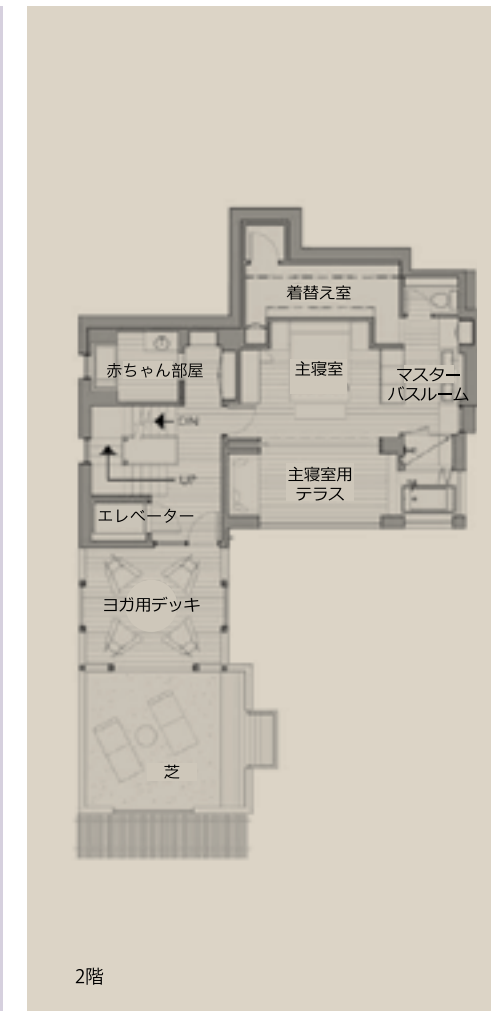 着替え室
赤ちゃん部屋
主寝室
マスター
バスルーム
DN
主寝室用
テラス
UP
エレベーター
ヨガ用デッキ
芝
2階